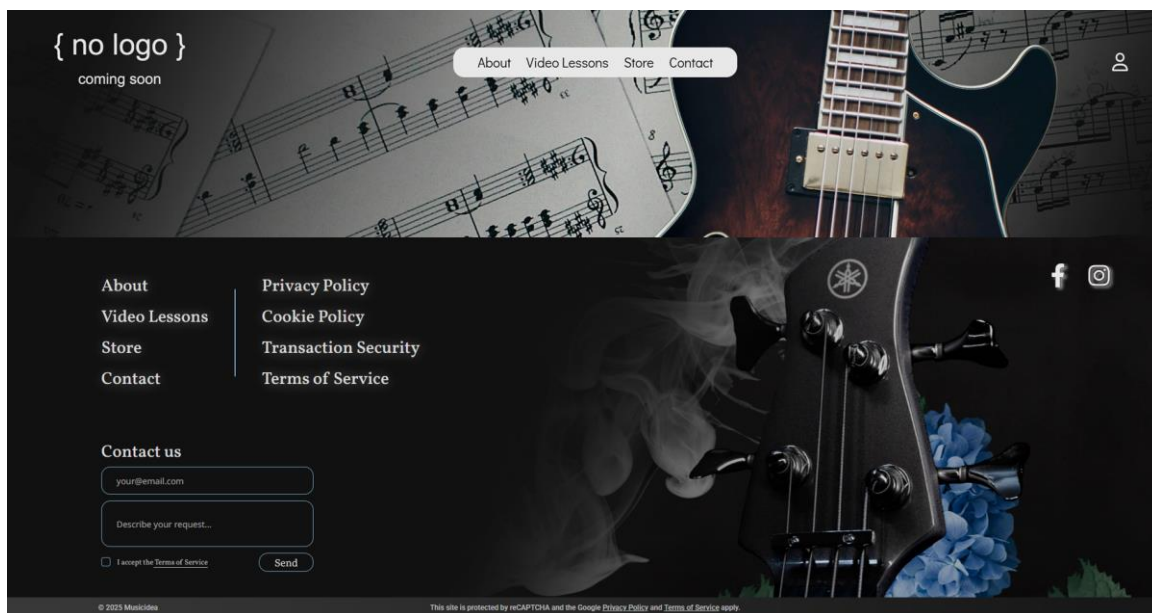 { no logo }
coming soon
About Video Lessons Store Contact
About
Video Lessons
Store
Contact
Privacy Policy
Cookie Policy
Transaction Security
Terms of Service
Contact us
your@email.com
Describe your request...
I accept the Terms of Service
Send
© 2025 Musicidea
This site is protected by reCAPTCHA and the Google Privacy Policy and Terms of Service apply.